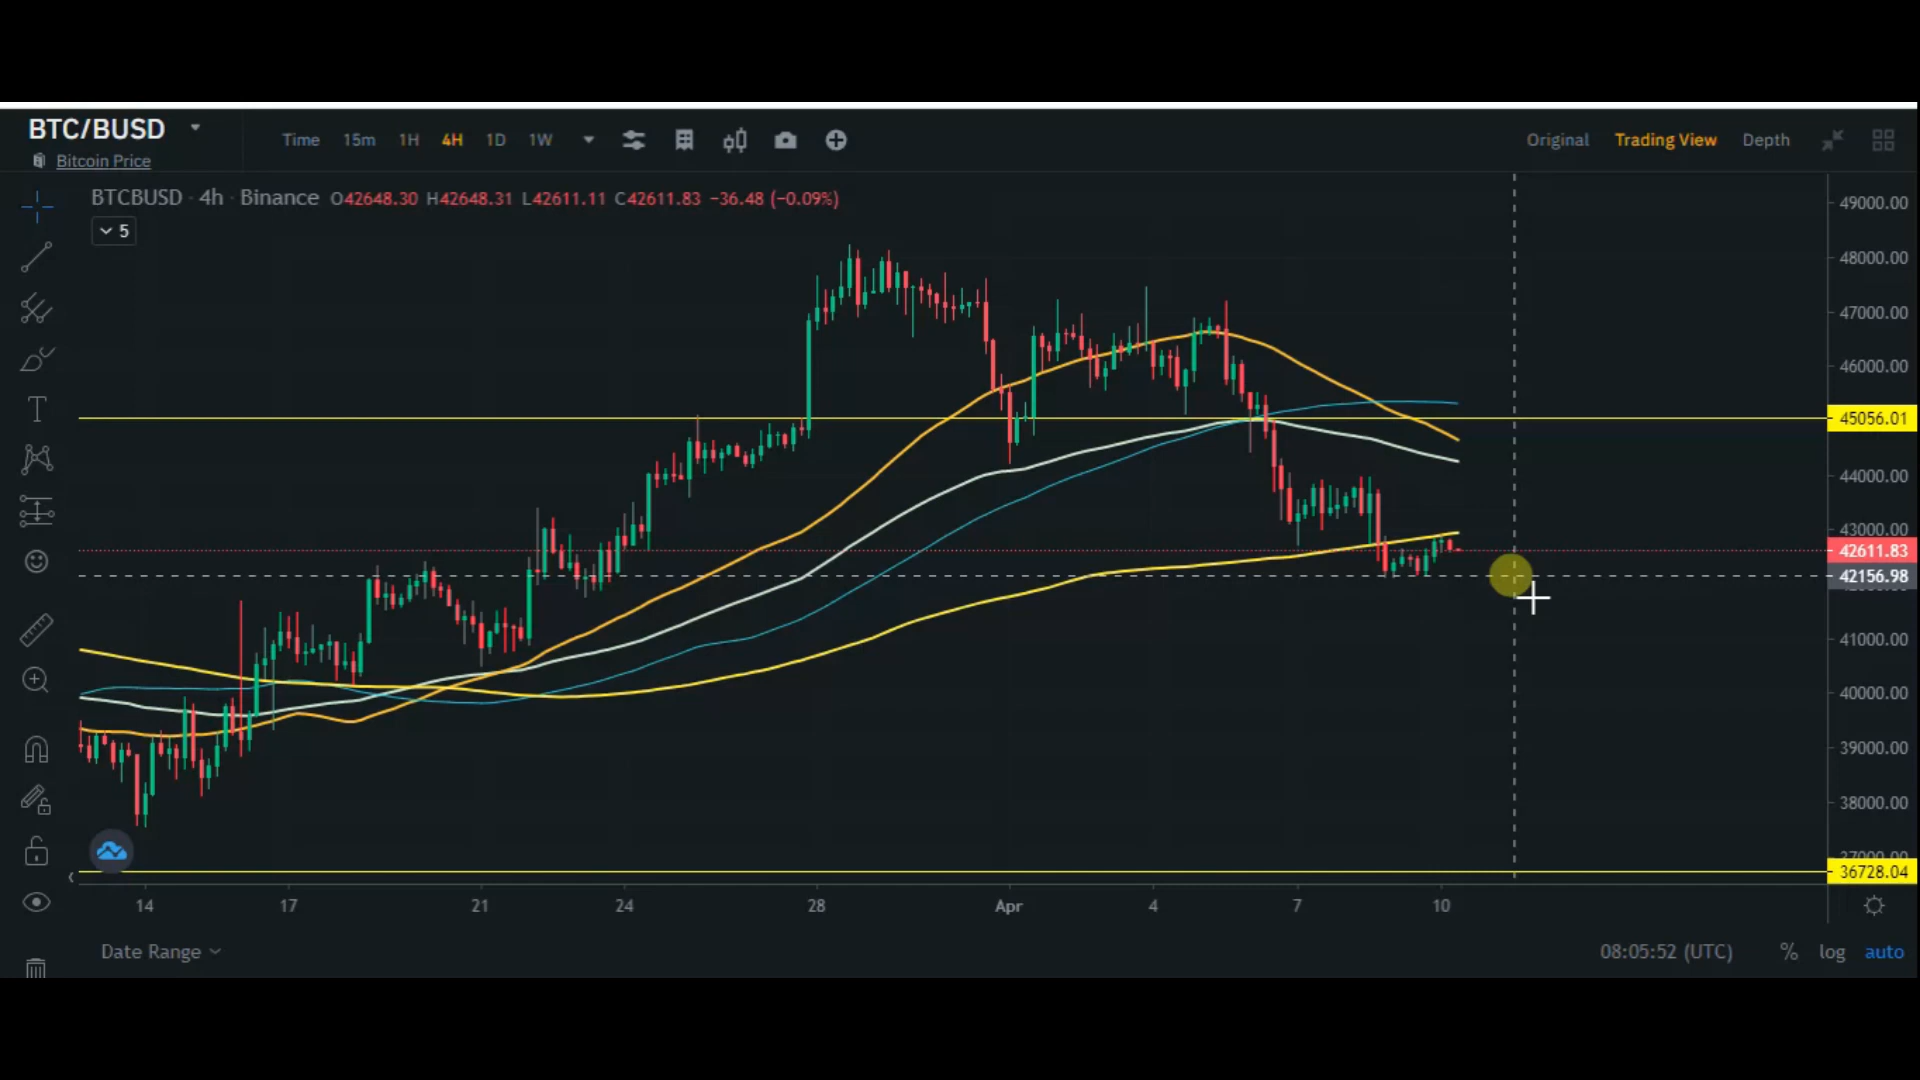 BTC/BUSD
Bitcoin Price
Time 15m 1H 4H 1D 1W
Original Trading View Depth
BTCBUSD · 4h · Binance O42648.30 H42648.31 L42611.11 C42611.83 −36.48 (−0.09%)
5
49000.00
48000.00
47000.00
46000.00
45056.01
44000.00
43000.00
42611.83
42156.98
41000.00
40000.00
39000.00
38000.00
37000.00
36728.04
14 17 21 24 28 Apr 4 7 10
Date Range
08:05:52 (UTC) % log auto